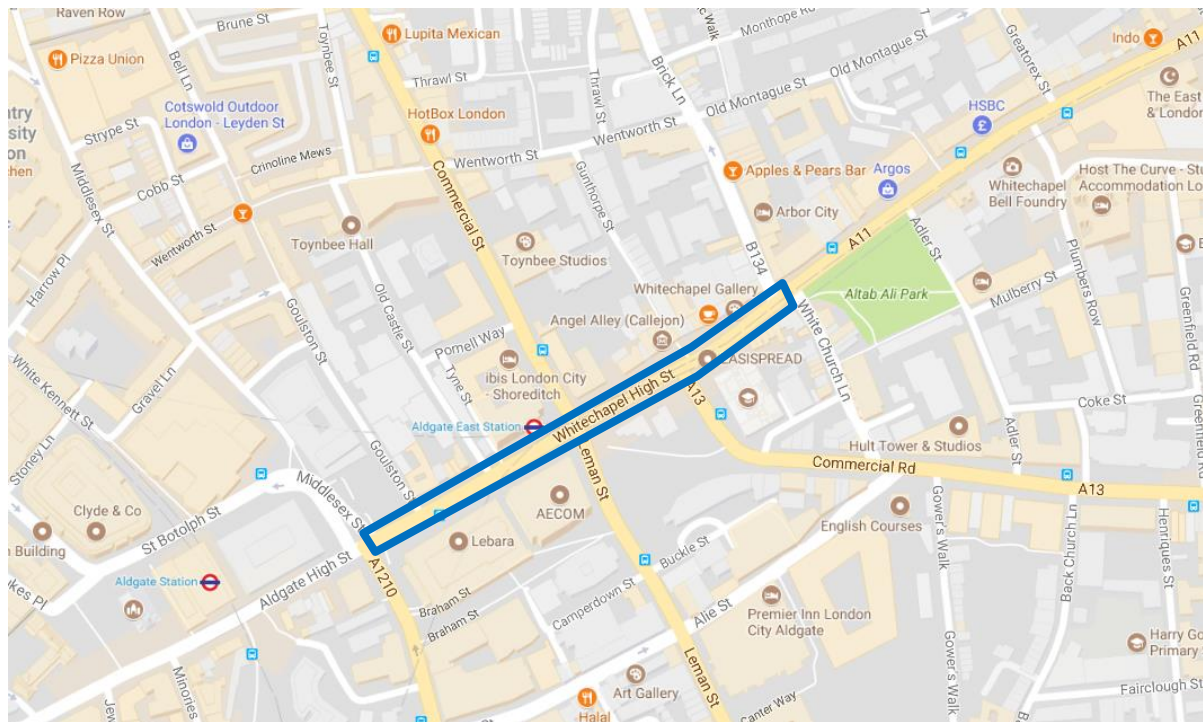 Raven Row
Brune St
Toynbee St
Lupita Mexican
Pizza Union
Bell Ln
Thrawl St
Thrawl St
Brick Ln
Monthope Rd
Old Montague St
Greatorex St
Indo
A11
The East
& London
HSBC
Cotswold Outdoor
London - Leyden St
HotBox London
Old Montague St
Strype St
Wentworth St
Crinoline Mews
Wentworth St
Middlesex St
Cobb St
Commercial St
Gunthorpe St
Apples & Pears Bar
Argos
Whitechapel
Bell Foundry
Host The Curve - Stu
Accommodation Lo
Arbor City
Toynbee Hall
Wentworth St
Toynbee Studios
B134
A11
Adler St
Plumbers Row
Harrow Pl
Old Castle St
Goulston St
Whitechapel Gallery
Altab Ali Park
Mulberry St
Greenfield Rd
Angel Alley (Callejon)
White Church Ln
Pomell Way
Gravel Ln
White Kennett St
Tyne St
ibis London City
- Shoreditch
EASISPREAD
Whitechapel High St
A13
Coke St
Stoney Ln
Aldgate East Station
Goulston St
Hult Tower & Studios
Adler St
Greenfield
Middlesex St
Leman St
Commercial Rd
A13
Clyde & Co
St Botolph St
AECOM
English Courses
Gower's Walk
Back Church Ln
Henriques St
n Building
Lebara
Buckle St
Aldgate Station
Aldgate High St
A1210
Braham St
Braham St
Camperdown St
Alie St
Premier Inn London
City Aldgate
ykes Pl
Gower's Walk
Harry Go
Primary
Leman St
Minories
Art Gallery
Canter Way
Fairclough St
Halal